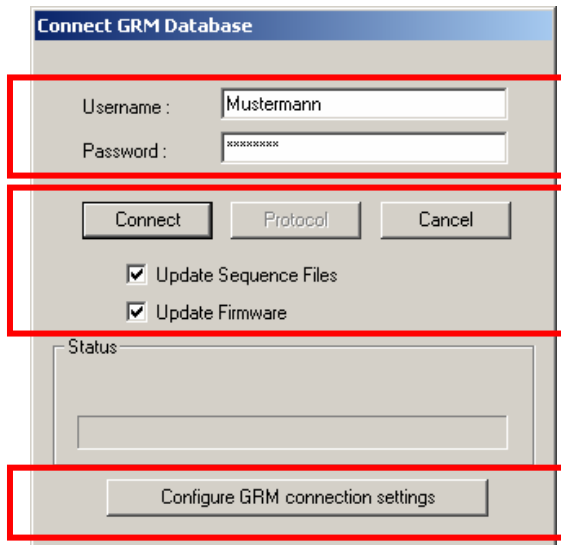 Connect GRM Database
Username : Mustermann
Password : ********
Connect Protocol Cancel
Update Sequence Files
Update Firmware
Status
Configure GRM connection settings